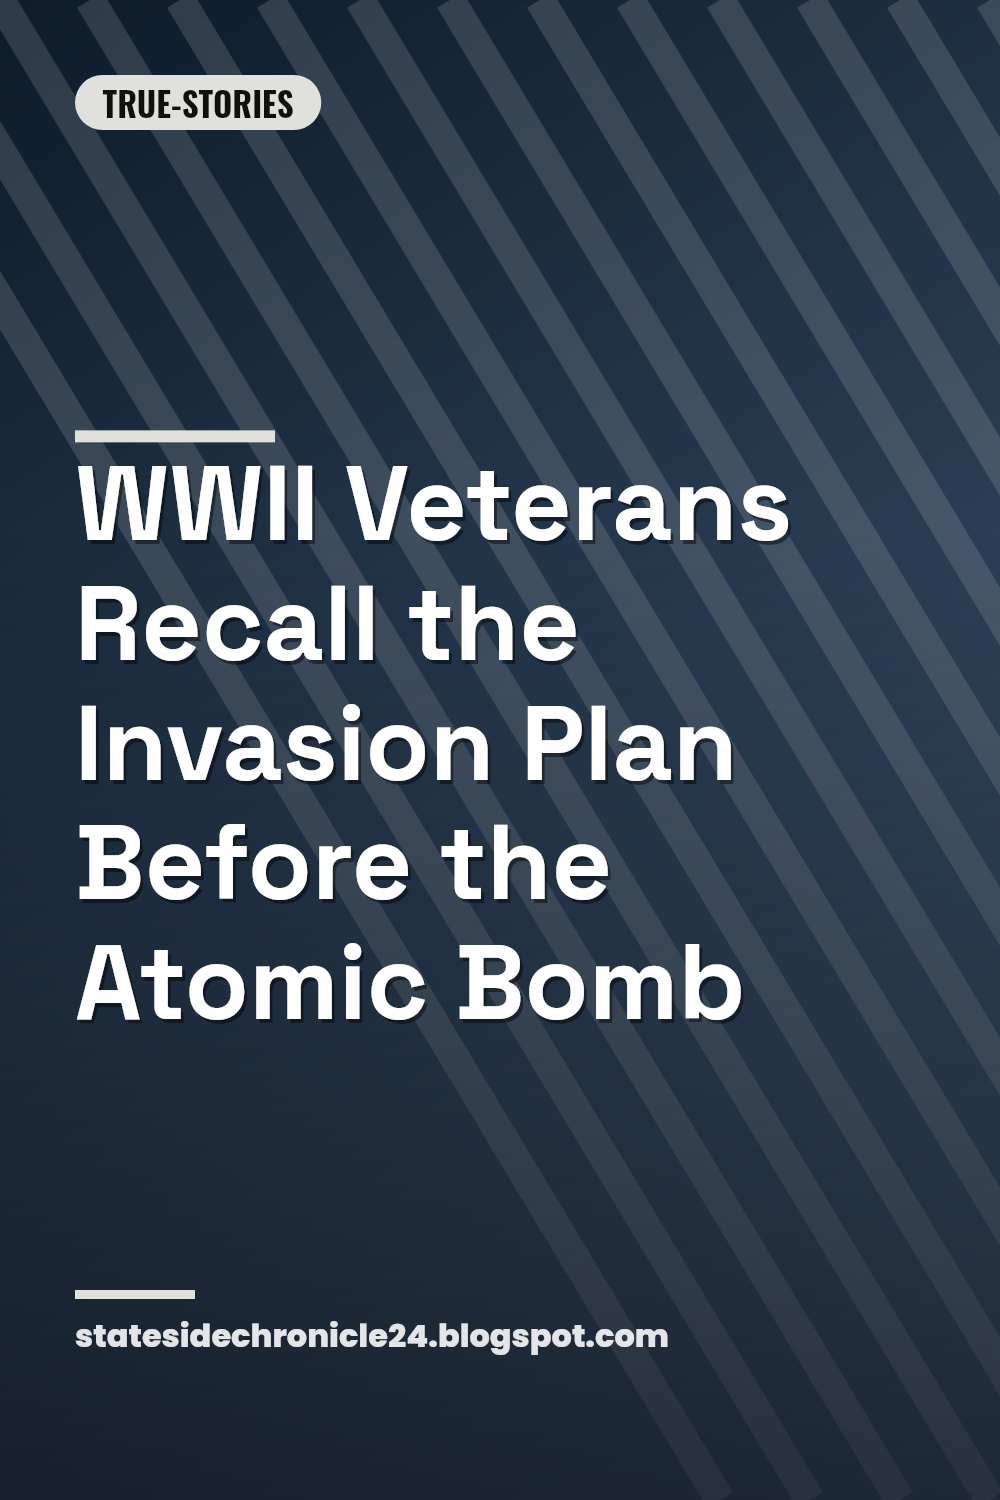 TRUE-STORIES
WWII Veterans
Recall the
Invasion Plan
Before the
Atomic Bomb
statesidechronicle24.blogspot.com